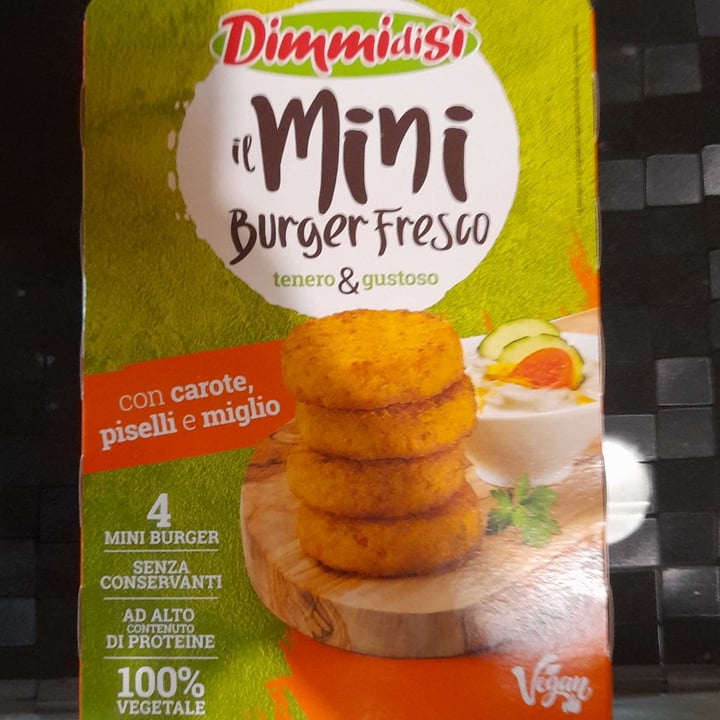 Dimmidisì
il Mini
Burger Fresco
tenero & gustoso
con carote,
piselli e miglio
4
MINI BURGER
SENZA
CONSERVANTI
AD ALTO
CONTENUTO
DI PROTEINE
100%
VEGETALE
Vegan